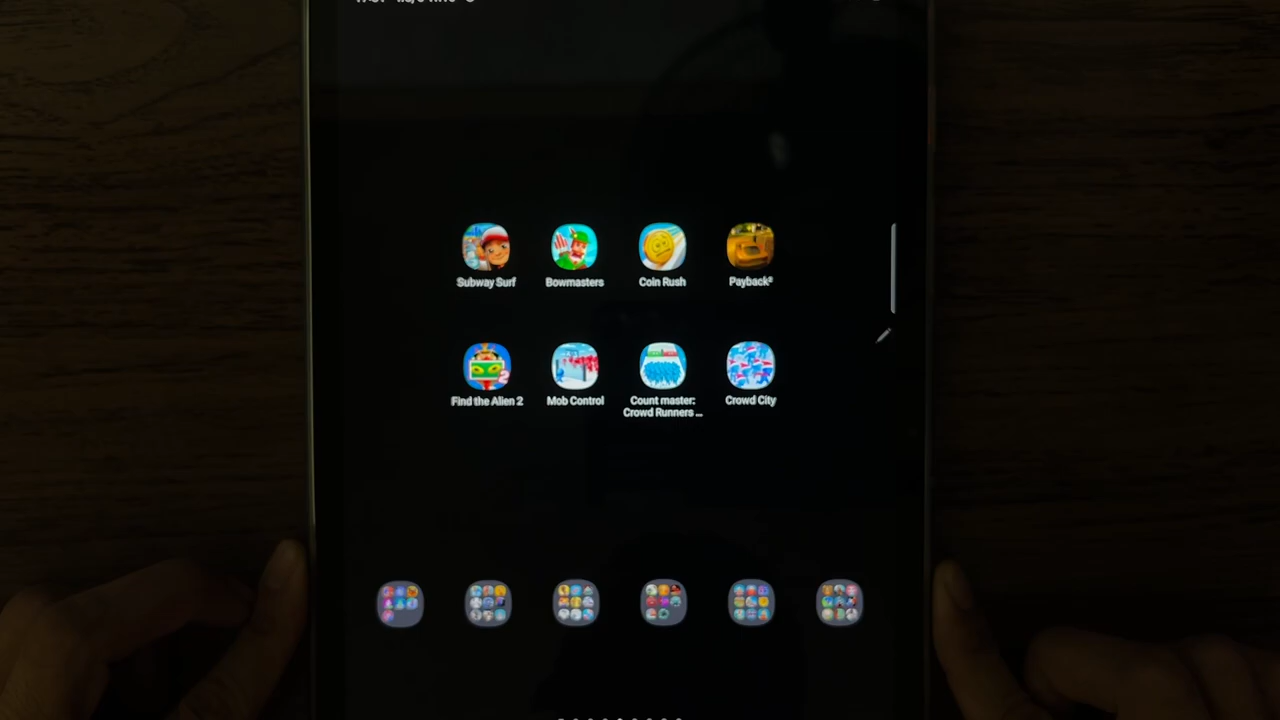 Subway Surf
Bowmasters
Coin Rush
Payback²
Find the Alien 2
Mob Control
Count master:
Crowd Runners ...
Crowd City